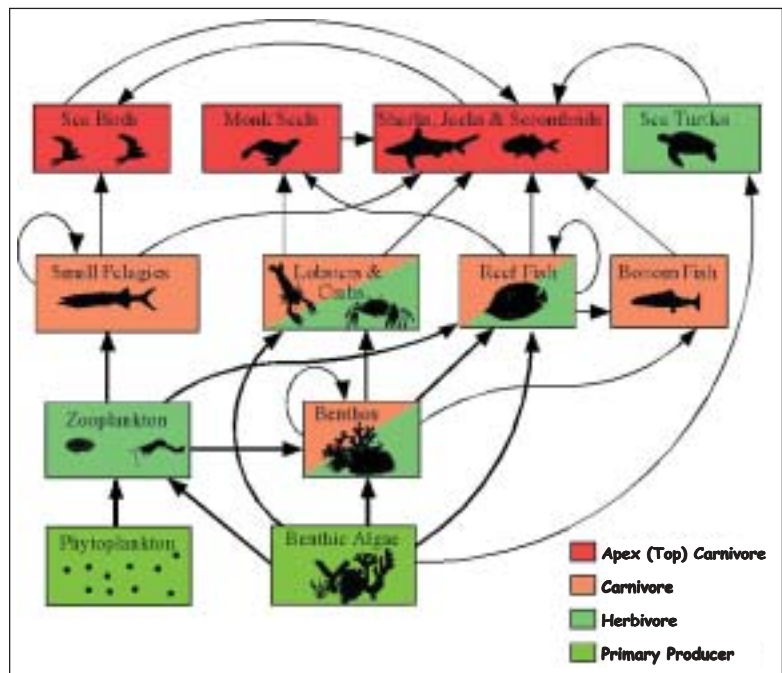 Sea Birds
Monk Seals
Sharks, Jacks & Scombroids
Sea Turtles
Small Pelagics
Lobsters &
Crabs
Reef Fish
Bottom Fish
Zooplankton
Benthos
Phytoplankton
Benthic Algae
Apex (Top) Carnivore
Carnivore
Herbivore
Primary Producer